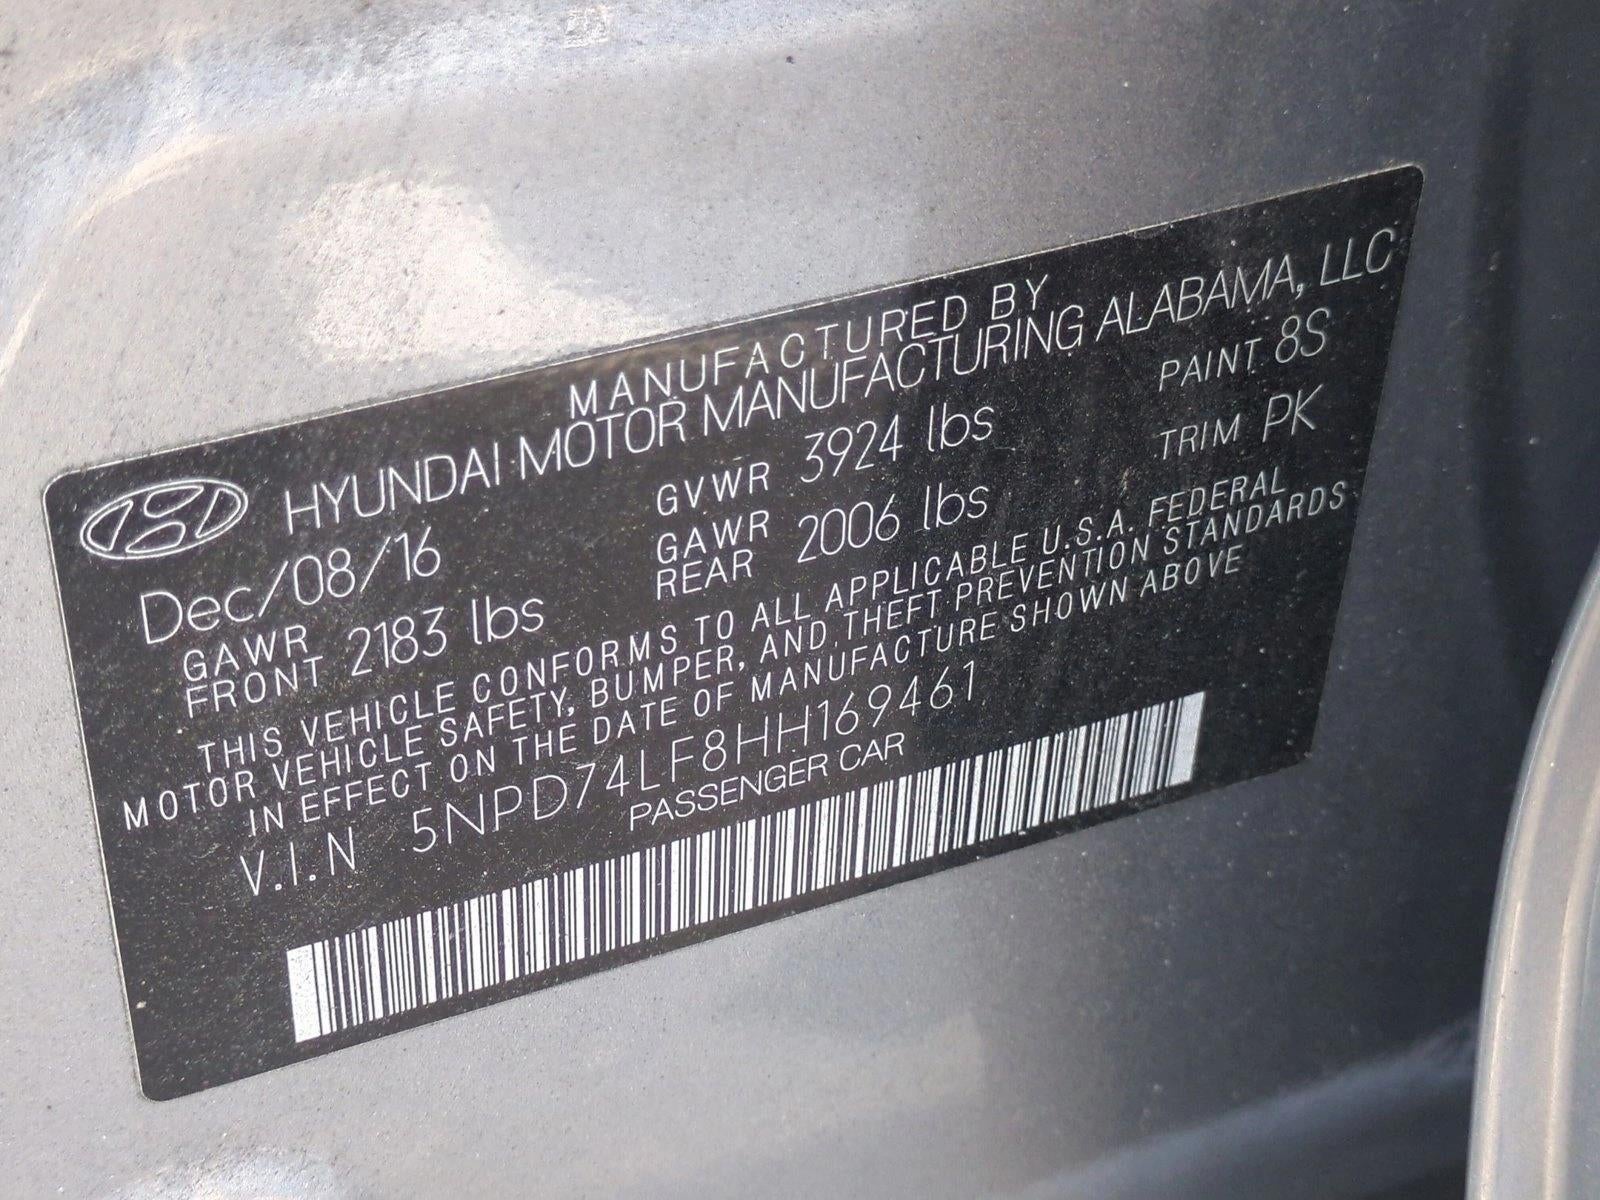 MANUFACTURED BY
HYUNDAI MOTOR MANUFACTURING ALABAMA, LLC
Dec/08/16 GVWR 3924 lbs PAINT 8S
GAWR FRONT 2183 lbs GAWR REAR 2006 lbs TRIM PK
THIS VEHICLE CONFORMS TO ALL APPLICABLE U.S.A. FEDERAL
MOTOR VEHICLE SAFETY, BUMPER, AND THEFT PREVENTION STANDARDS
IN EFFECT ON THE DATE OF MANUFACTURE SHOWN ABOVE
V.I.N 5NPD74LF8HH169461
PASSENGER CAR